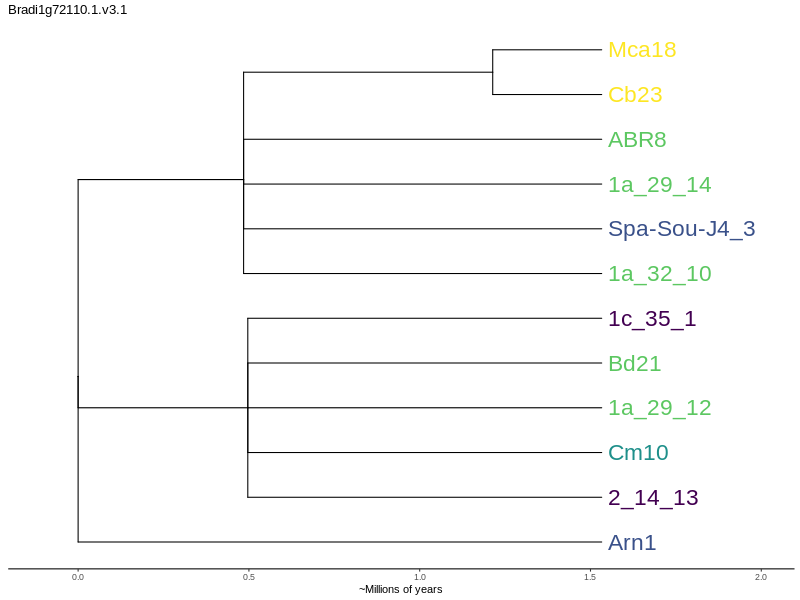 Bradi1g72110.1.v3.1
Mca18
Cb23
ABR8
1a_29_14
Spa-Sou-J4_3
1a_32_10
1c_35_1
Bd21
1a_29_12
Cm10
2_14_13
Arn1
0.0 0.5 1.0 1.5 2.0
~Millions of years